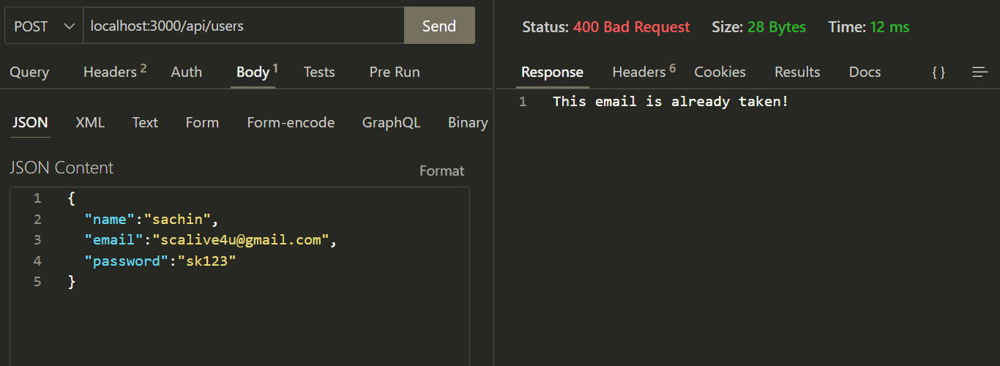 POST localhost:3000/api/users Send
Query Headers 2 Auth Body 1 Tests Pre Run
JSON XML Text Form Form-encode GraphQL Binary
JSON Content Format
1 {
2 "name":"sachin",
3 "email":"scalive4u@gmail.com",
4 "password":"sk123"
5 }
Status: 400 Bad Request Size: 28 Bytes Time: 12 ms
Response Headers 6 Cookies Results Docs { }
1 This email is already taken!